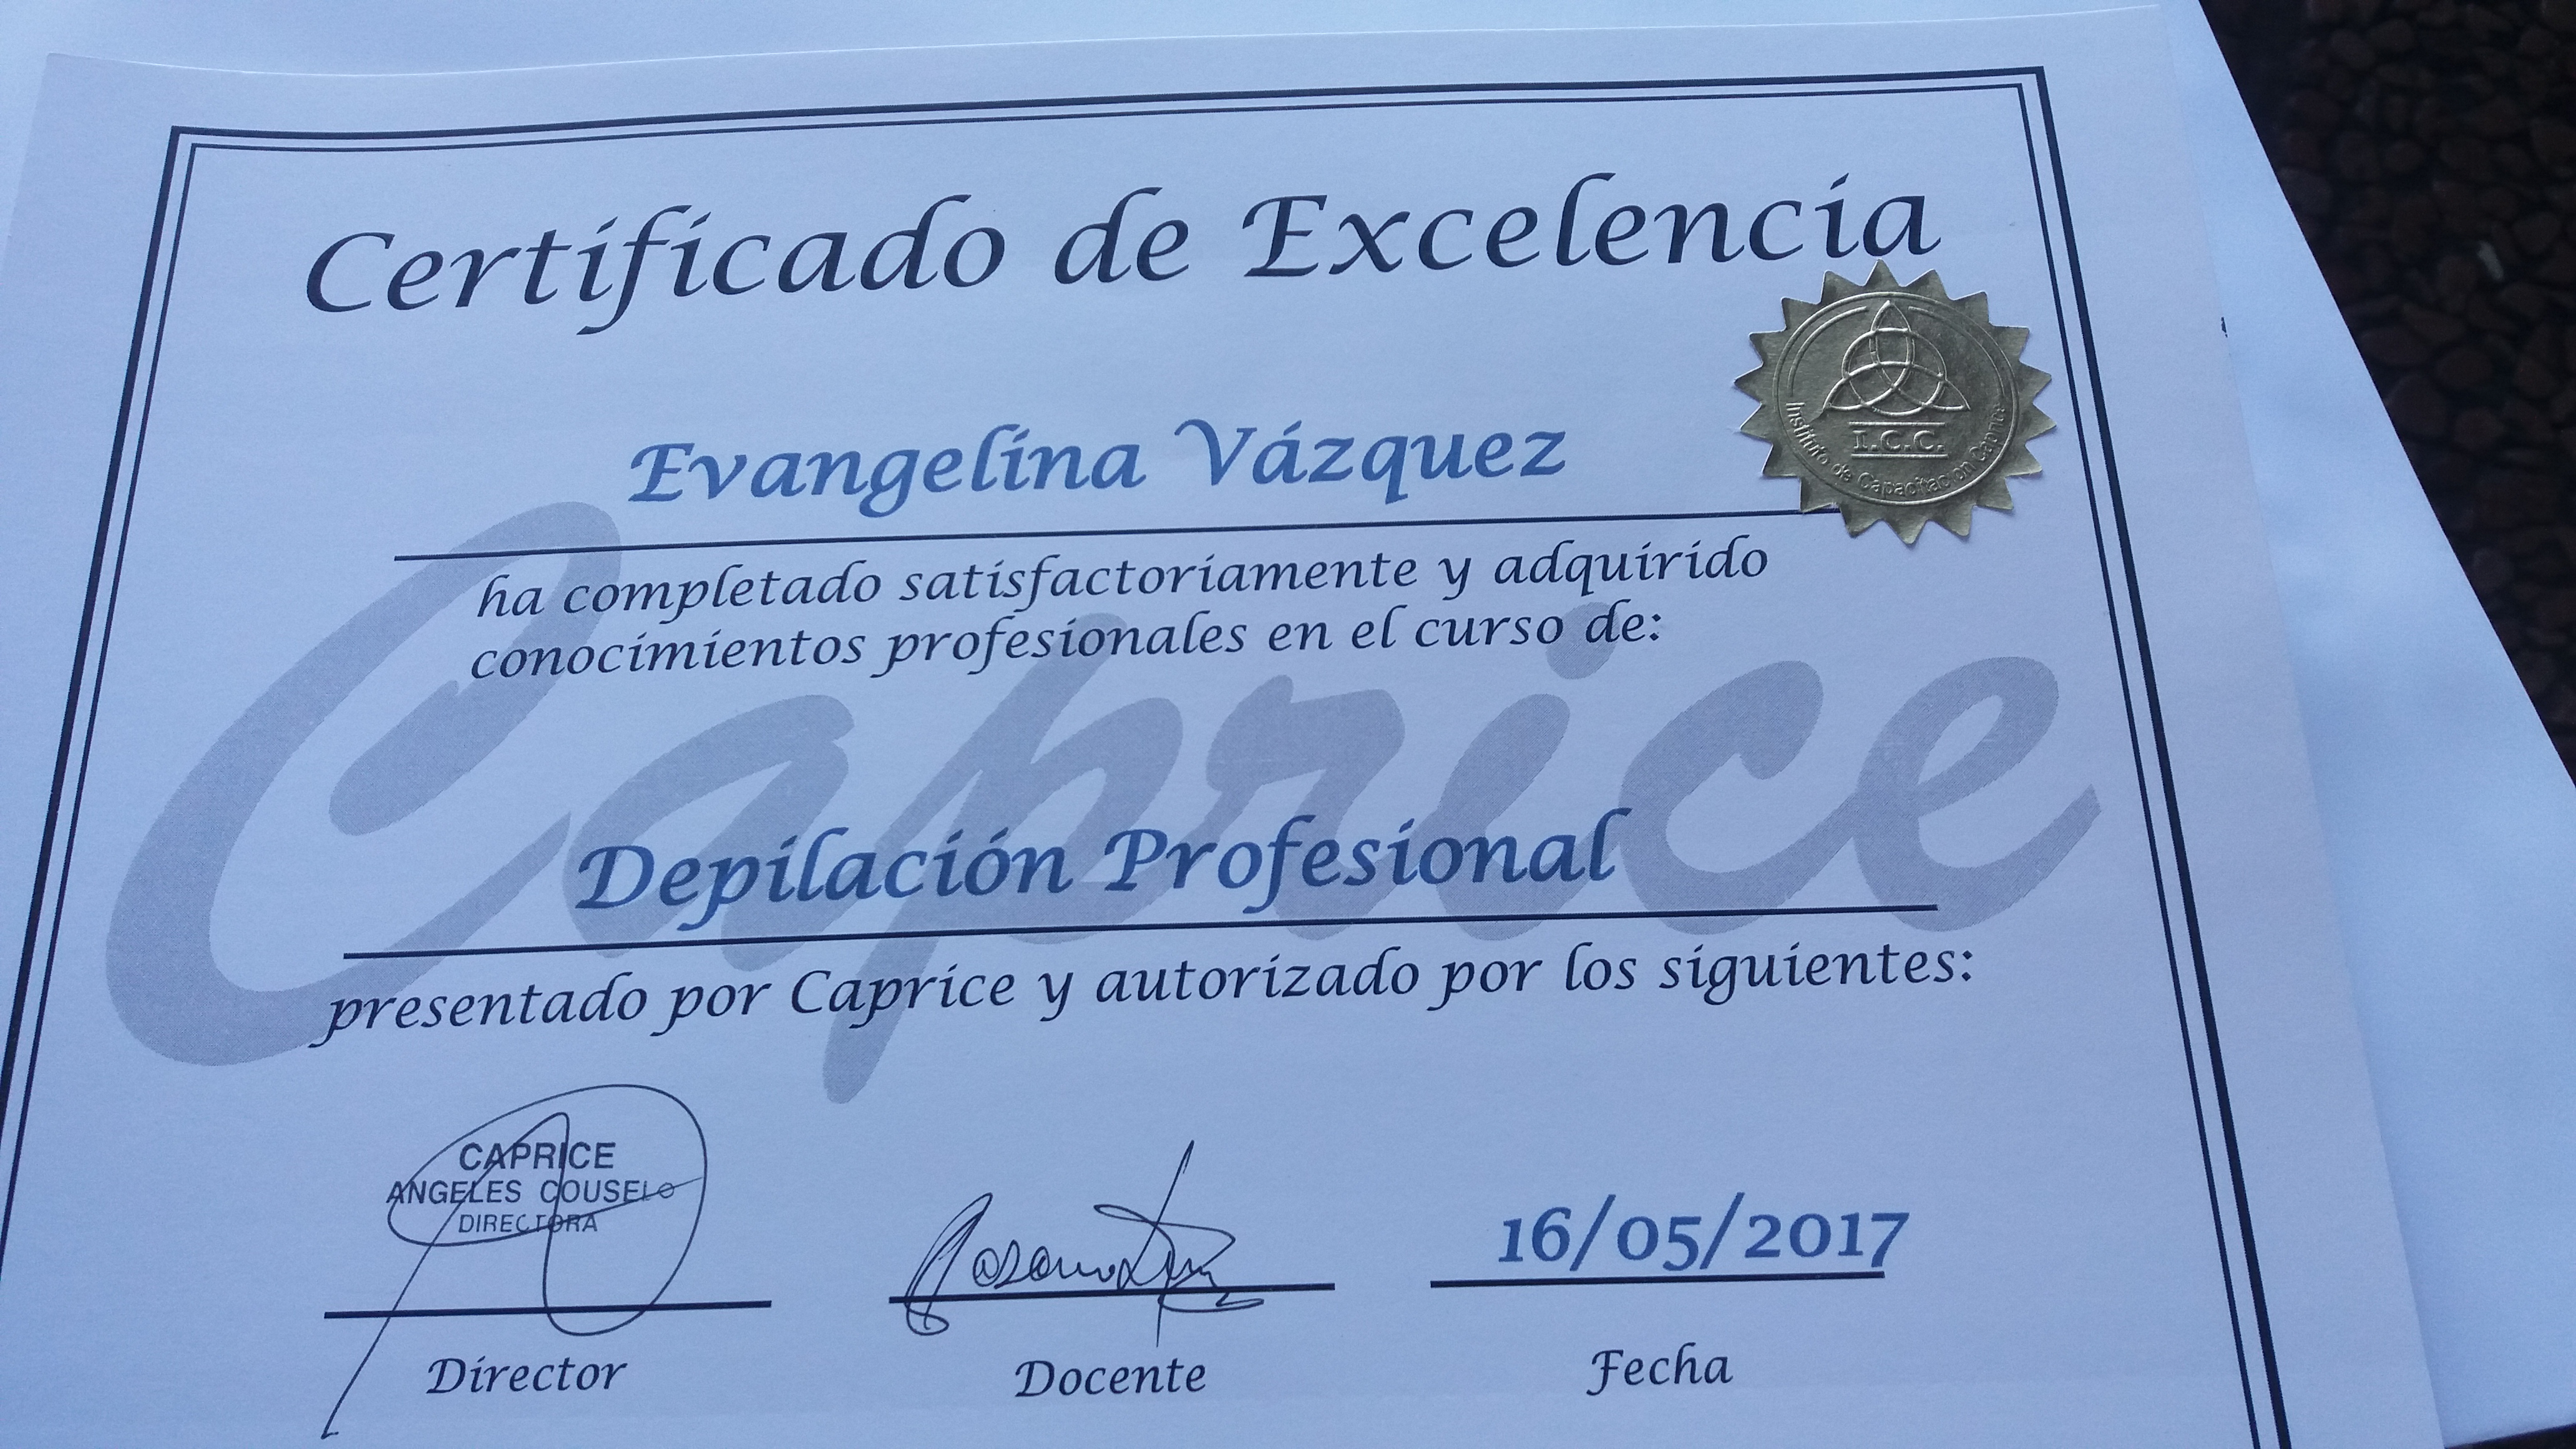 Certificado de Excelencia
I.C.C.
Instituto de Capacitacion Caprice
Evangelina Vázquez
ha completado satisfactoriamente y adquirido
conocimientos profesionales en el curso de:
Caprice
Depilación Profesional
presentado por Caprice y autorizado por los siguientes:
CAPRICE
ANGELES COUSELO
DIRECTORA
16/05/2017
Director
Docente
Fecha